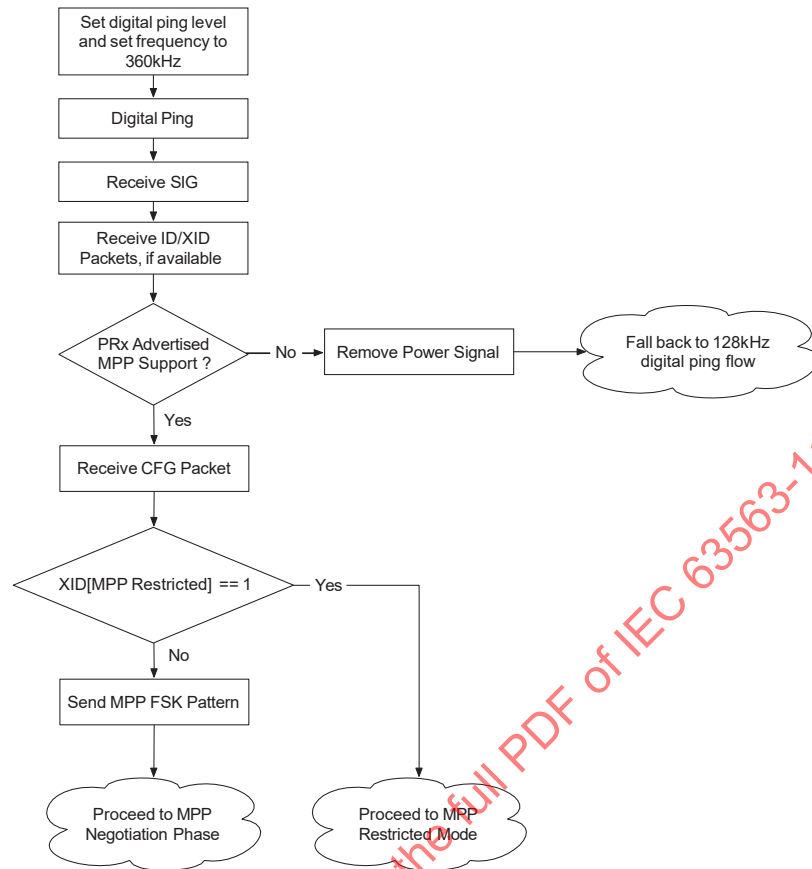 Set digital ping level
and set frequency to
360kHz
Digital Ping
Receive SIG
Receive ID/XID
Packets, if available
PRx Advertised
MPP Support ?
No
Remove Power Signal
Fall back to 128kHz
digital ping flow
Yes
Receive CFG Packet
XID[MPP Restricted] == 1
Yes
No
Send MPP FSK Pattern
Proceed to MPP
Negotiation Phase
Proceed to MPP
Restricted Mode
the full PDF of IEC 63563-1